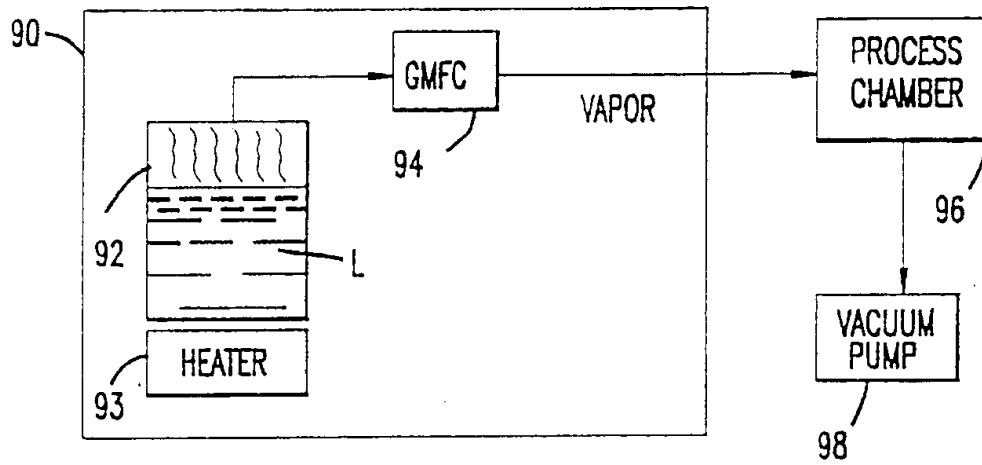 90
GMFC
PROCESS
CHAMBER
VAPOR
94
92
L
96
HEATER
93
VACUUM
PUMP
98